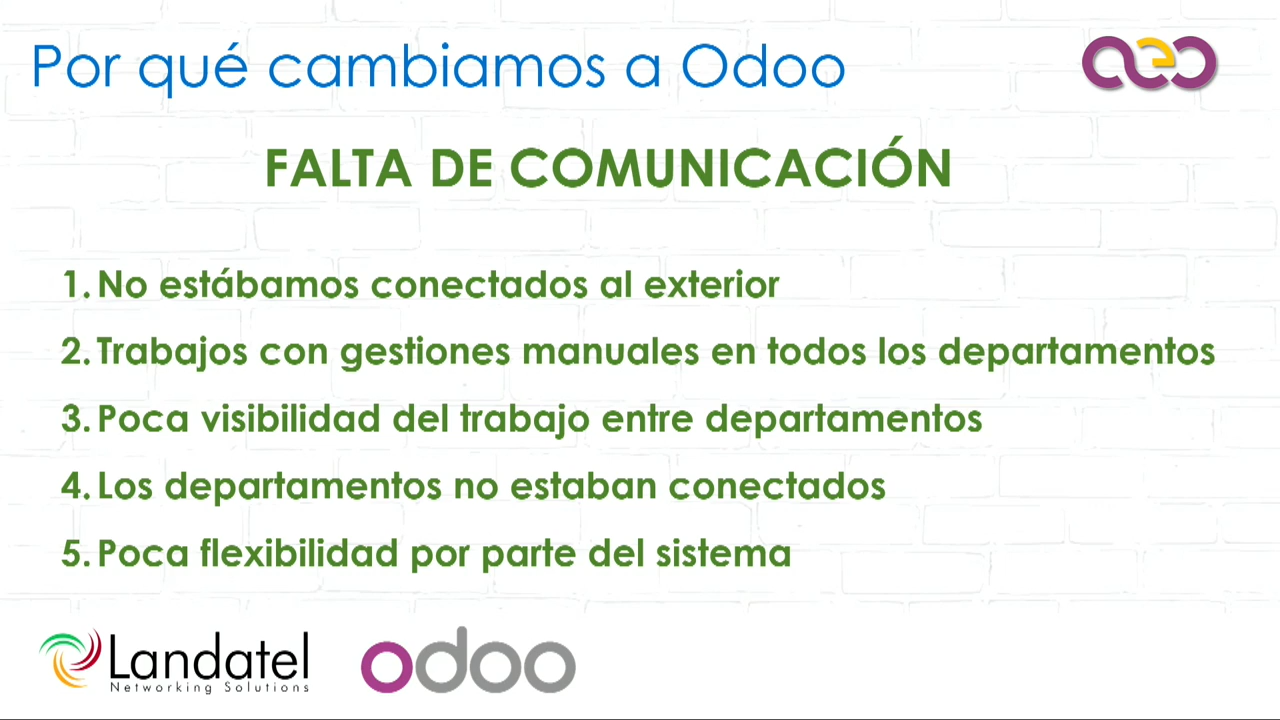 Por qué cambiamos a Odoo
aeo
FALTA DE COMUNICACIÓN
1. No estábamos conectados al exterior
2. Trabajos con gestiones manuales en todos los departamentos
3. Poca visibilidad del trabajo entre departamentos
4. Los departamentos no estaban conectados
5. Poca flexibilidad por parte del sistema
Landatel
Networking Solutions
odoo